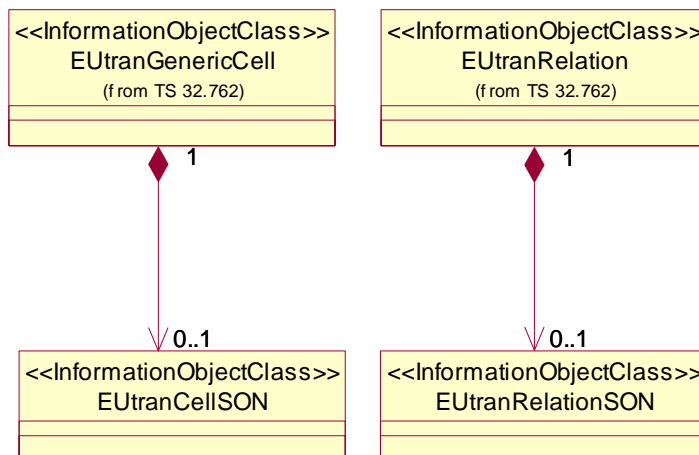 <<InformationObjectClass>>
EUtranGenericCell
(from TS 32.762)
1
0..1
<<InformationObjectClass>>
EUtranCellSON
<<InformationObjectClass>>
EUtranRelation
(from TS 32.762)
1
0..1
<<InformationObjectClass>>
EUtranRelationSON